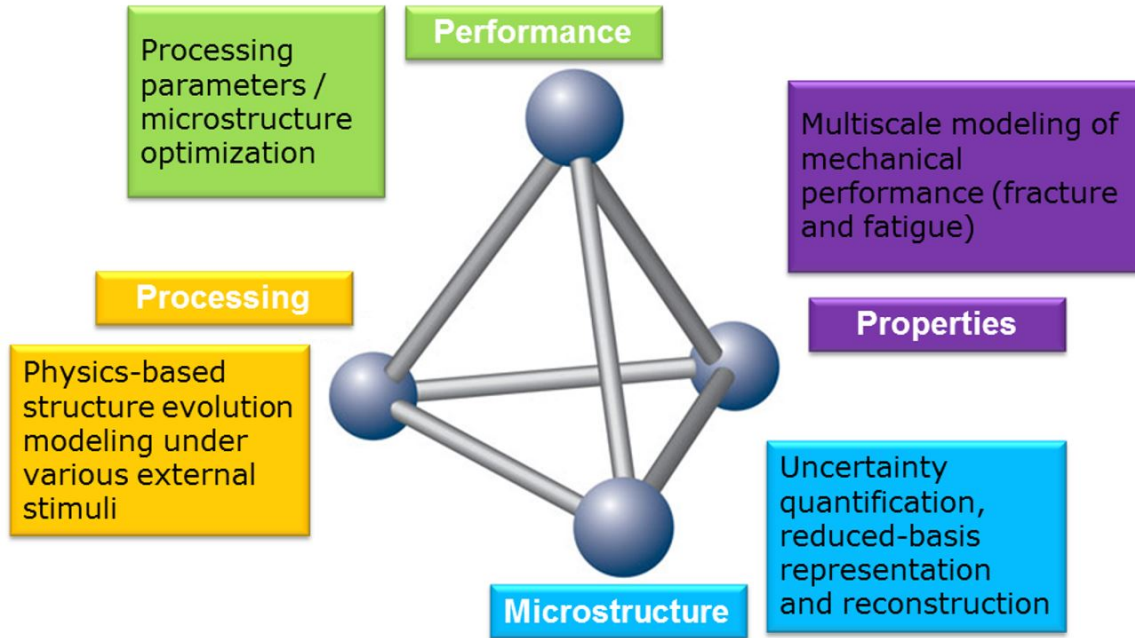 Performance
Processing
parameters /
microstructure
optimization
Multiscale modeling of
mechanical
performance (fracture
and fatigue)
Processing
Properties
Physics-based
structure evolution
modeling under
various external
stimuli
Uncertainty
quantification,
reduced-basis
representation
and reconstruction
Microstructure